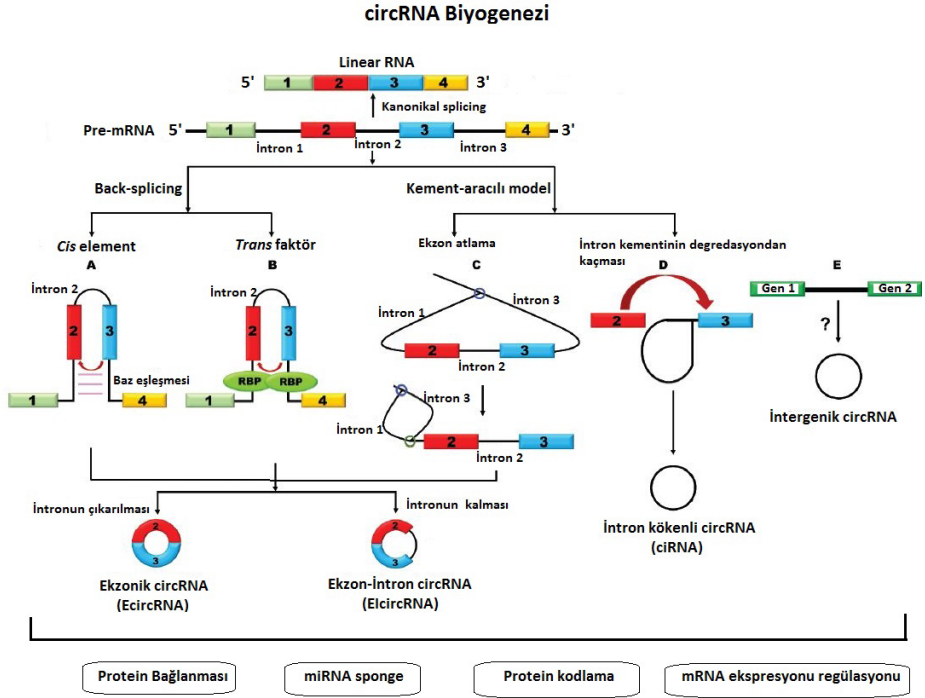 circRNA Biyogenezi
Linear RNA
5' 1 2 3 4 3'
Kanonikal splicing
Pre-mRNA 5' 1 2 3 4 3'
İntron 1 İntron 2 İntron 3
Back-splicing
Kement-aracılı model
Cis element
A
İntron 2
2 3
Baz eşleşmesi
1 4
Trans faktör
B
İntron 2
2 3
RBP RBP
1 4
Ekzon atlama
C
İntron 3
İntron 1
2 3
İntron 2
İntron 3
İntron 1
2 3
İntron 2
İntron kementinin degredasyondan
kaçması
D
2 3
İntron kökenli circRNA
(ciRNA)
E
Gen 1 Gen 2
?
İntergenik circRNA
İntronun çıkarılması
2
3
Ekzonik circRNA
(EcircRNA)
İntronun kalması
2
3
Ekzon-İntron circRNA
(ElcircRNA)
Protein Bağlanması
miRNA sponge
Protein kodlama
mRNA ekspresyonu regülasyonu